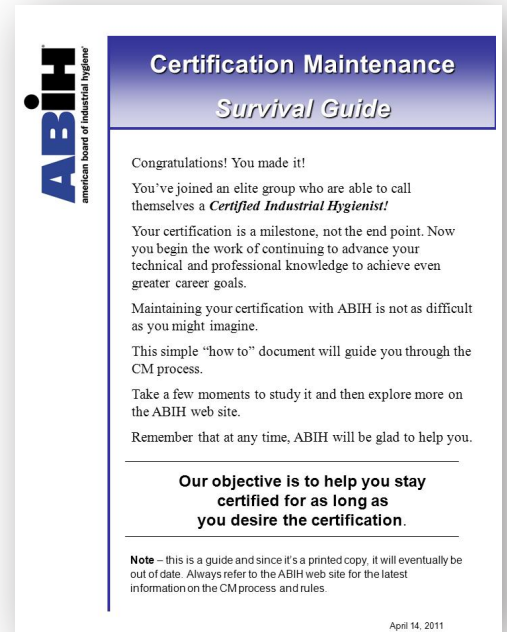 ABiH
american board of industrial hygiene®
Certification Maintenance
Survival Guide
Congratulations! You made it!
You’ve joined an elite group who are able to call
themselves a Certified Industrial Hygienist!
Your certification is a milestone, not the end point. Now
you begin the work of continuing to advance your
technical and professional knowledge to achieve even
greater career goals.
Maintaining your certification with ABIH is not as difficult
as you might imagine.
This simple “how to” document will guide you through the
CM process.
Take a few moments to study it and then explore more on
the ABIH web site.
Remember that at any time, ABIH will be glad to help you.
Our objective is to help you stay
certified for as long as
you desire the certification.
Note – this is a guide and since it’s a printed copy, it will eventually be
out of date. Always refer to the ABIH web site for the latest
information on the CM process and rules.
April 14, 2011